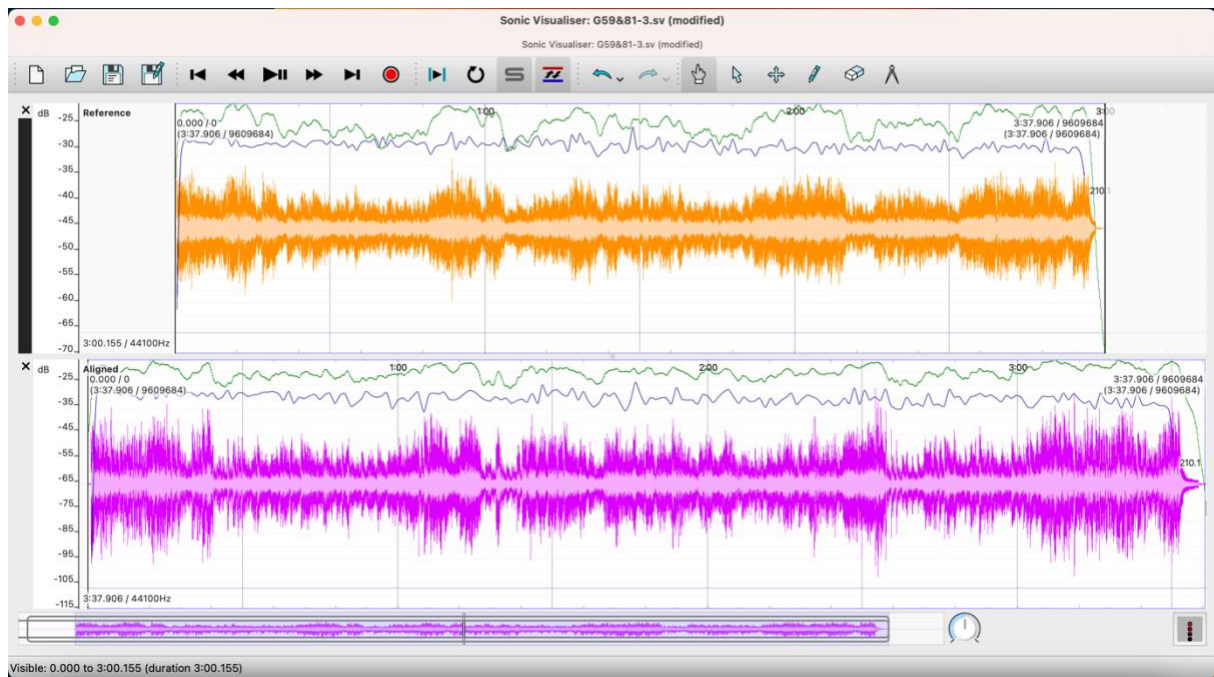 Sonic Visualiser: G59&81-3.sv (modified)
Sonic Visualiser: G59&81-3.sv (modified)
dB
Reference
0.000 / 0
(3:37.906 / 9609684)
1:00
2:00
3:00
3:37.906 / 9609684
(3:37.906 / 9609684)
-25
-30
-35
-40
-45
-50
-55
-60
-65
-70
210.1
3:00.155 / 44100Hz
dB
Aligned
0.000 / 0
(3:37.906 / 9609684)
1:00
2:00
3:00
3:37.906 / 9609684
(3:37.906 / 9609684)
-25
-35
-45
-55
-65
-75
-85
-95
-105
-115
210.1
3:37.906 / 44100Hz
Visible: 0.000 to 3:00.155 (duration 3:00.155)